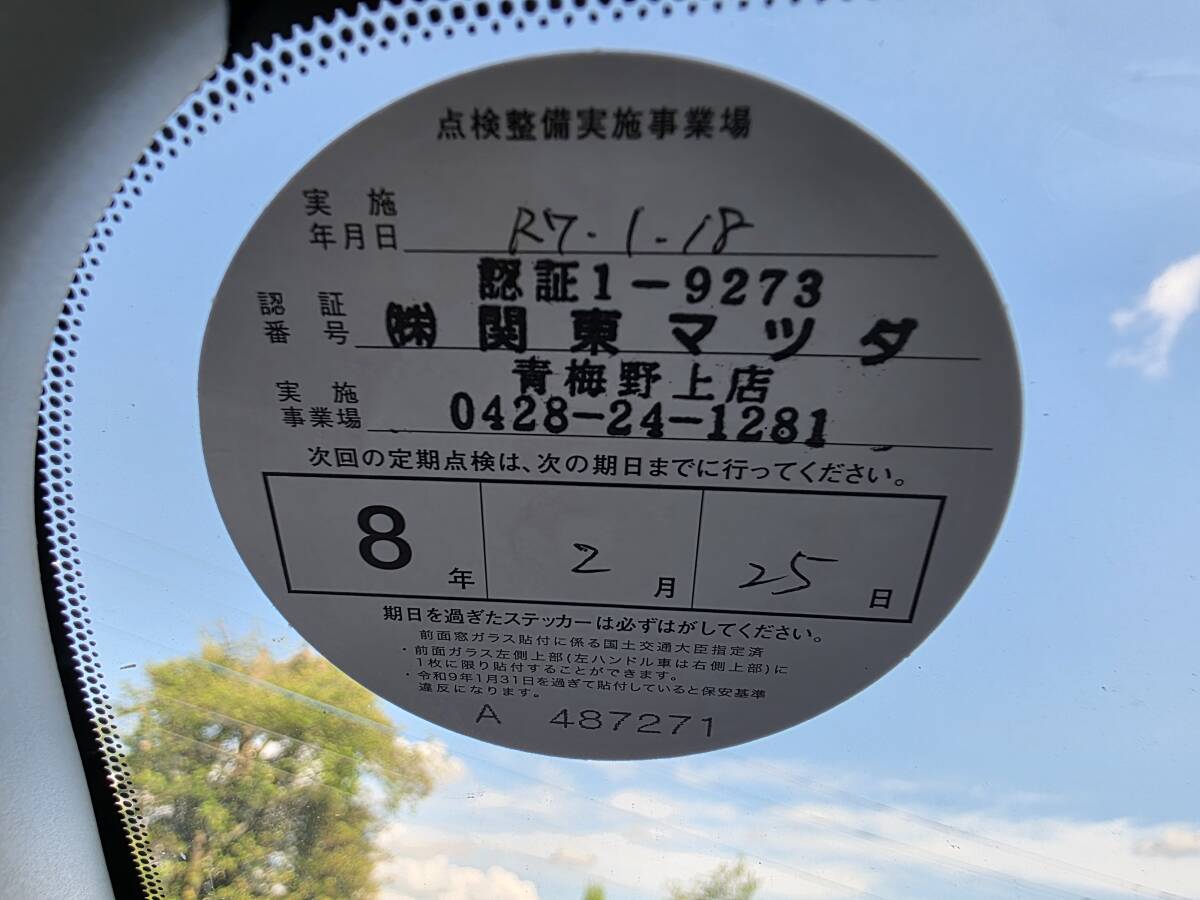 点検整備実施事業場
実施
年月日 R7.1.18
認証1-9273
認証
番号 ㈱関東マツダ
青梅野上店
実施
事業場 0428-24-1281
次回の定期点検は、次の期日までに行ってください。
8年 2月 25日
期日を過ぎたステッカーは必ずはがしてください。
前面窓ガラス貼付に係る国土交通大臣指定済
・前面ガラス左側上部(左ハンドル車は右側上部)に
1枚に限り貼付することができます。
・令和9年1月31日を過ぎて貼付していると保安基準
違反になります。
A 487271